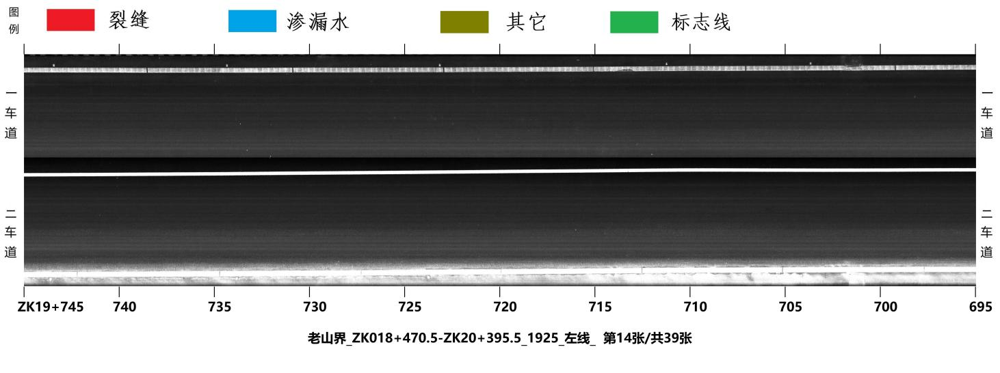 图例
裂缝 渗漏水 其它 标志线
一车道 一车道
二车道 二车道
ZK19+745 740 735 730 725 720 715 710 705 700 695
老山界_ZK018+470.5-ZK20+395.5_1925_左线_ 第14张/共39张